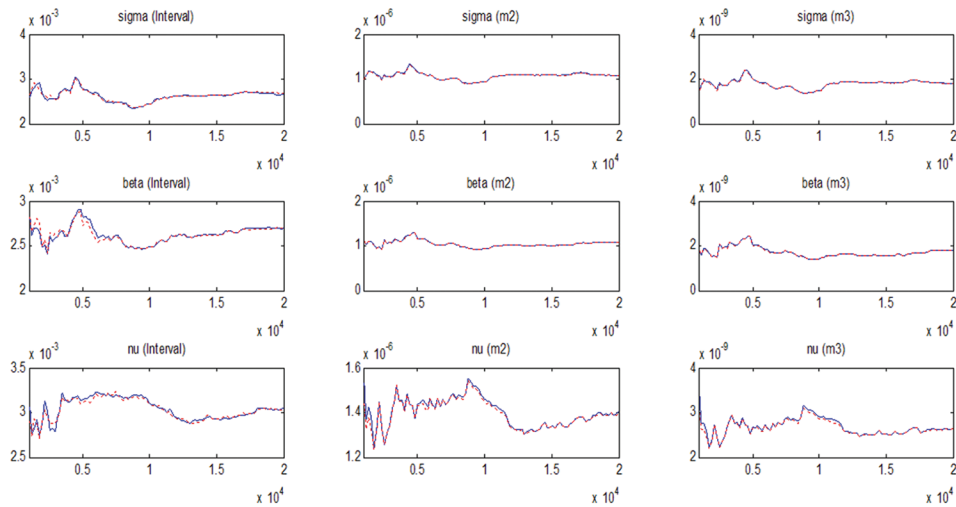 x 10-3 sigma (Interval)
4
3
2
0.5 1 1.5 2
x 10^4
x 10-6 sigma (m2)
2
1
0
0.5 1 1.5 2
x 10^4
x 10-9 sigma (m3)
4
2
0
0.5 1 1.5 2
x 10^4
x 10-3 beta (Interval)
3
2.5
2
0.5 1 1.5 2
x 10^4
x 10-6 beta (m2)
2
1
0
0.5 1 1.5 2
x 10^4
x 10-9 beta (m3)
4
2
0
0.5 1 1.5 2
x 10^4
x 10-3 nu (Interval)
3.5
3
2.5
0.5 1 1.5 2
x 10^4
x 10-6 nu (m2)
1.6
1.4
1.2
0.5 1 1.5 2
x 10^4
x 10-9 nu (m3)
4
3
2
0.5 1 1.5 2
x 10^4